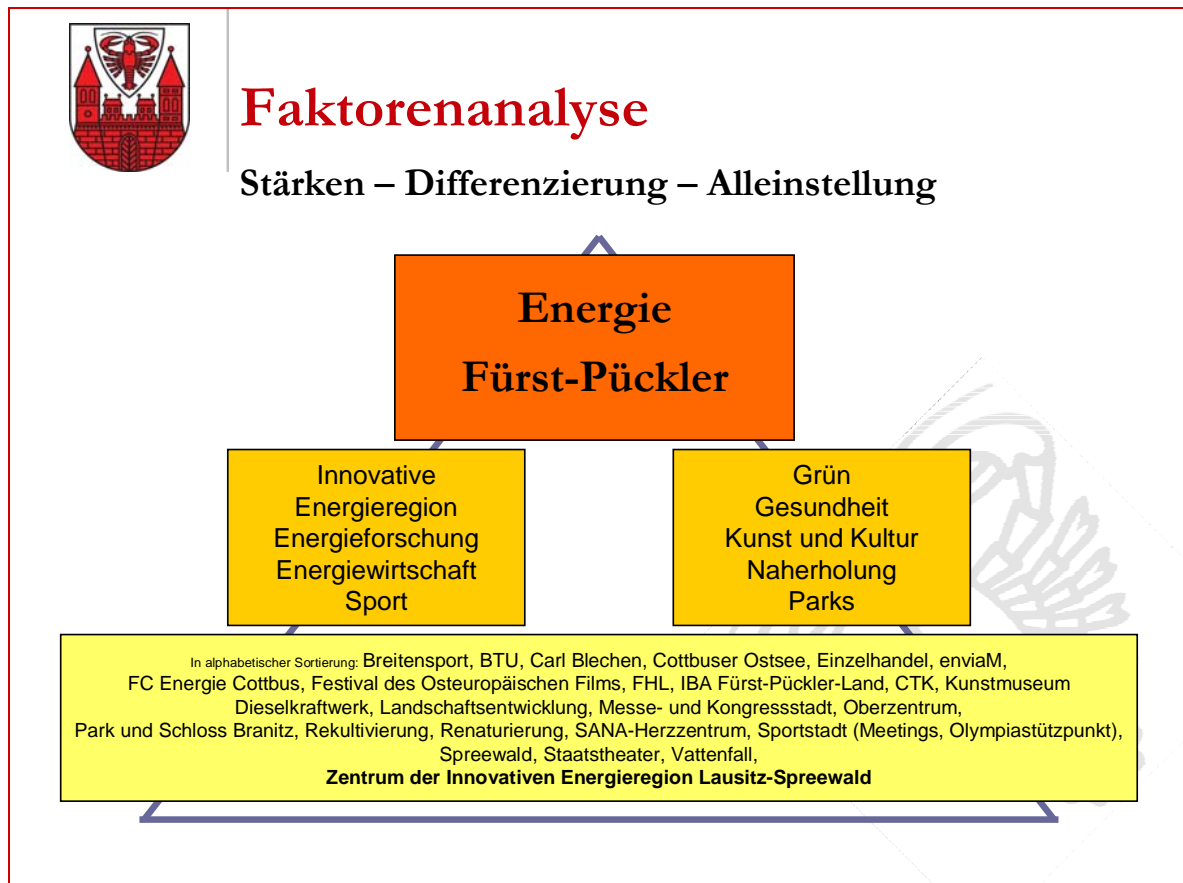 Faktorenanalyse
Stärken – Differenzierung – Alleinstellung
Energie
Fürst-Pückler
Innovative
Energieregion
Energieforschung
Energiewirtschaft
Sport
Grün
Gesundheit
Kunst und Kultur
Naherholung
Parks
In alphabetischer Sortierung: Breitensport, BTU, Carl Blechen, Cottbuser Ostsee, Einzelhandel, enviaM,
FC Energie Cottbus, Festival des Osteuropäischen Films, FHL, IBA Fürst-Pückler-Land, CTK, Kunstmuseum
Dieselkraftwerk, Landschaftsentwicklung, Messe- und Kongressstadt, Oberzentrum,
Park und Schloss Branitz, Rekultivierung, Renaturierung, SANA-Herzzentrum, Sportstadt (Meetings, Olympiastützpunkt),
Spreewald, Staatstheater, Vattenfall,
Zentrum der Innovativen Energieregion Lausitz-Spreewald